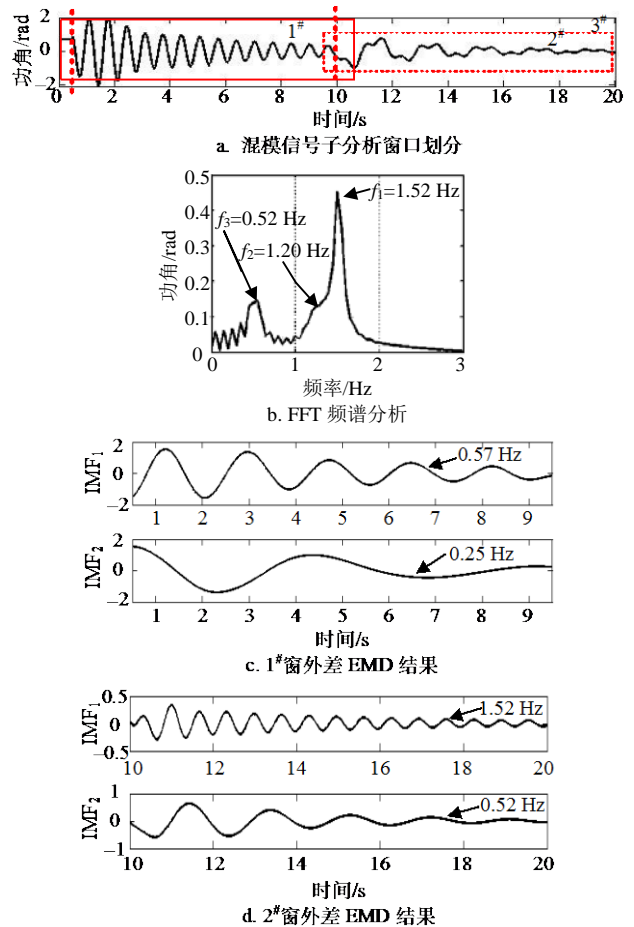 2
0
−2
功角/rad
1#
2#
3#
0 2 4 6 8 10 12 14 16 18 20
时间/s
a. 混模信号子分析窗口划分
0.5
0.4
0.3
0.2
0.1
0
功角/rad
f1=1.52 Hz
f3=0.52 Hz
f2=1.20 Hz
0 1 2 3
频率/Hz
b. FFT 频谱分析
2
0
−2
IMF1
0.57 Hz
1 2 3 4 5 6 7 8 9
2
0
−2
IMF2
0.25 Hz
1 2 3 4 5 6 7 8 9
时间/s
c. 1#窗外差 EMD 结果
0.5
0
−0.5
IMF1
1.52 Hz
10 12 14 16 18 20
1
0
−1
IMF2
0.52 Hz
10 12 14 16 18 20
时间/s
d. 2#窗外差 EMD 结果